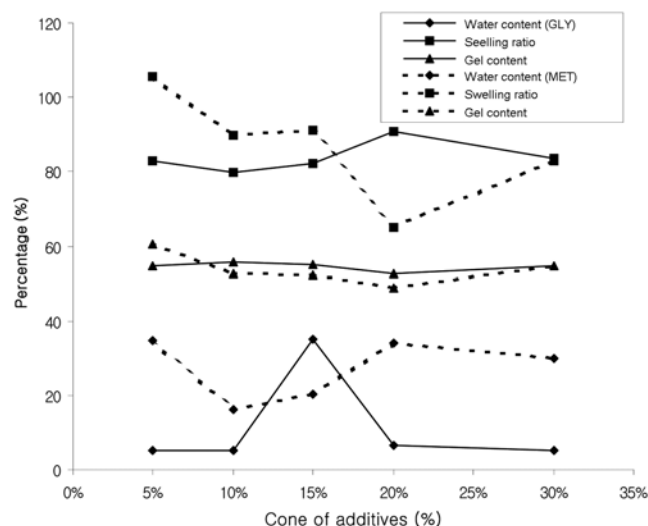 120%
Water content (GLY)
Seelling ratio
Gel content
Water content (MET)
Swelling ratio
Gel content
100
80
60
40
20
0
Percentage (%)
0% 5% 10% 15% 20% 25% 30% 35%
Cone of additives (%)